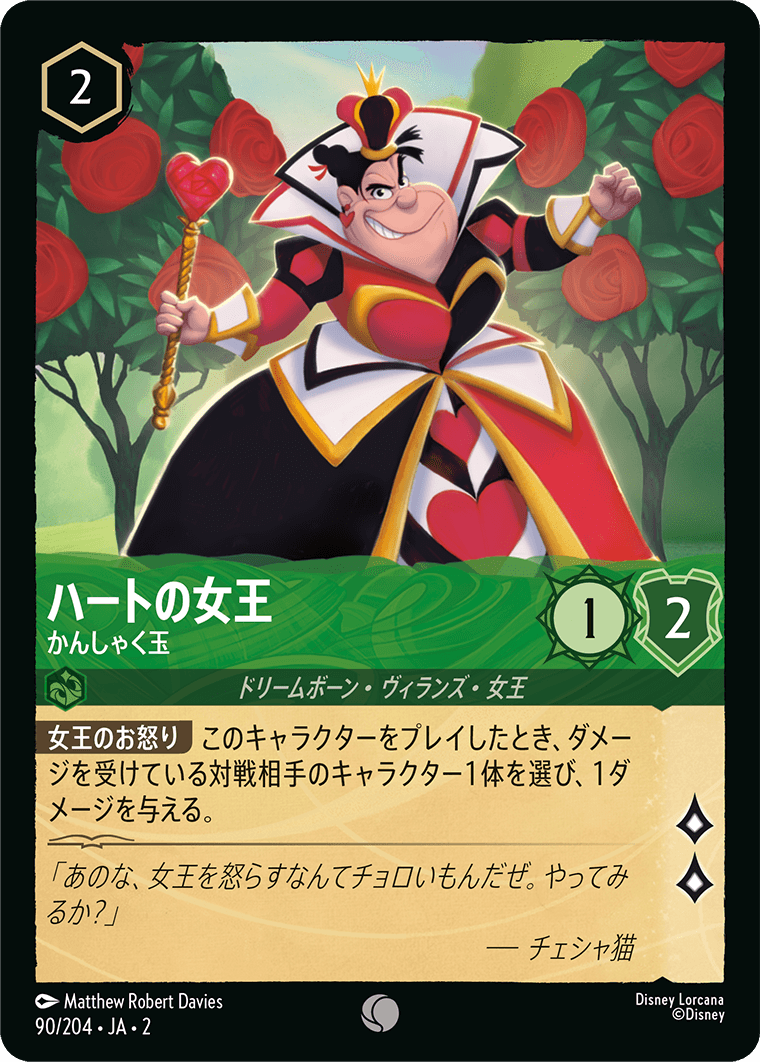 2
ハートの女王
かんしゃく玉
1
2
ドリームボーン・ヴィランズ・女王
女王のお怒り このキャラクターをプレイしたとき、ダメー
ジを受けている対戦相手のキャラクター1体を選び、1ダ
メージを与える。
「あのな、女王を怒らすなんてチョロいもんだぜ。やってみ
るか?」
— チェシャ猫
Matthew Robert Davies
90/204 • JA • 2
Disney Lorcana
©Disney